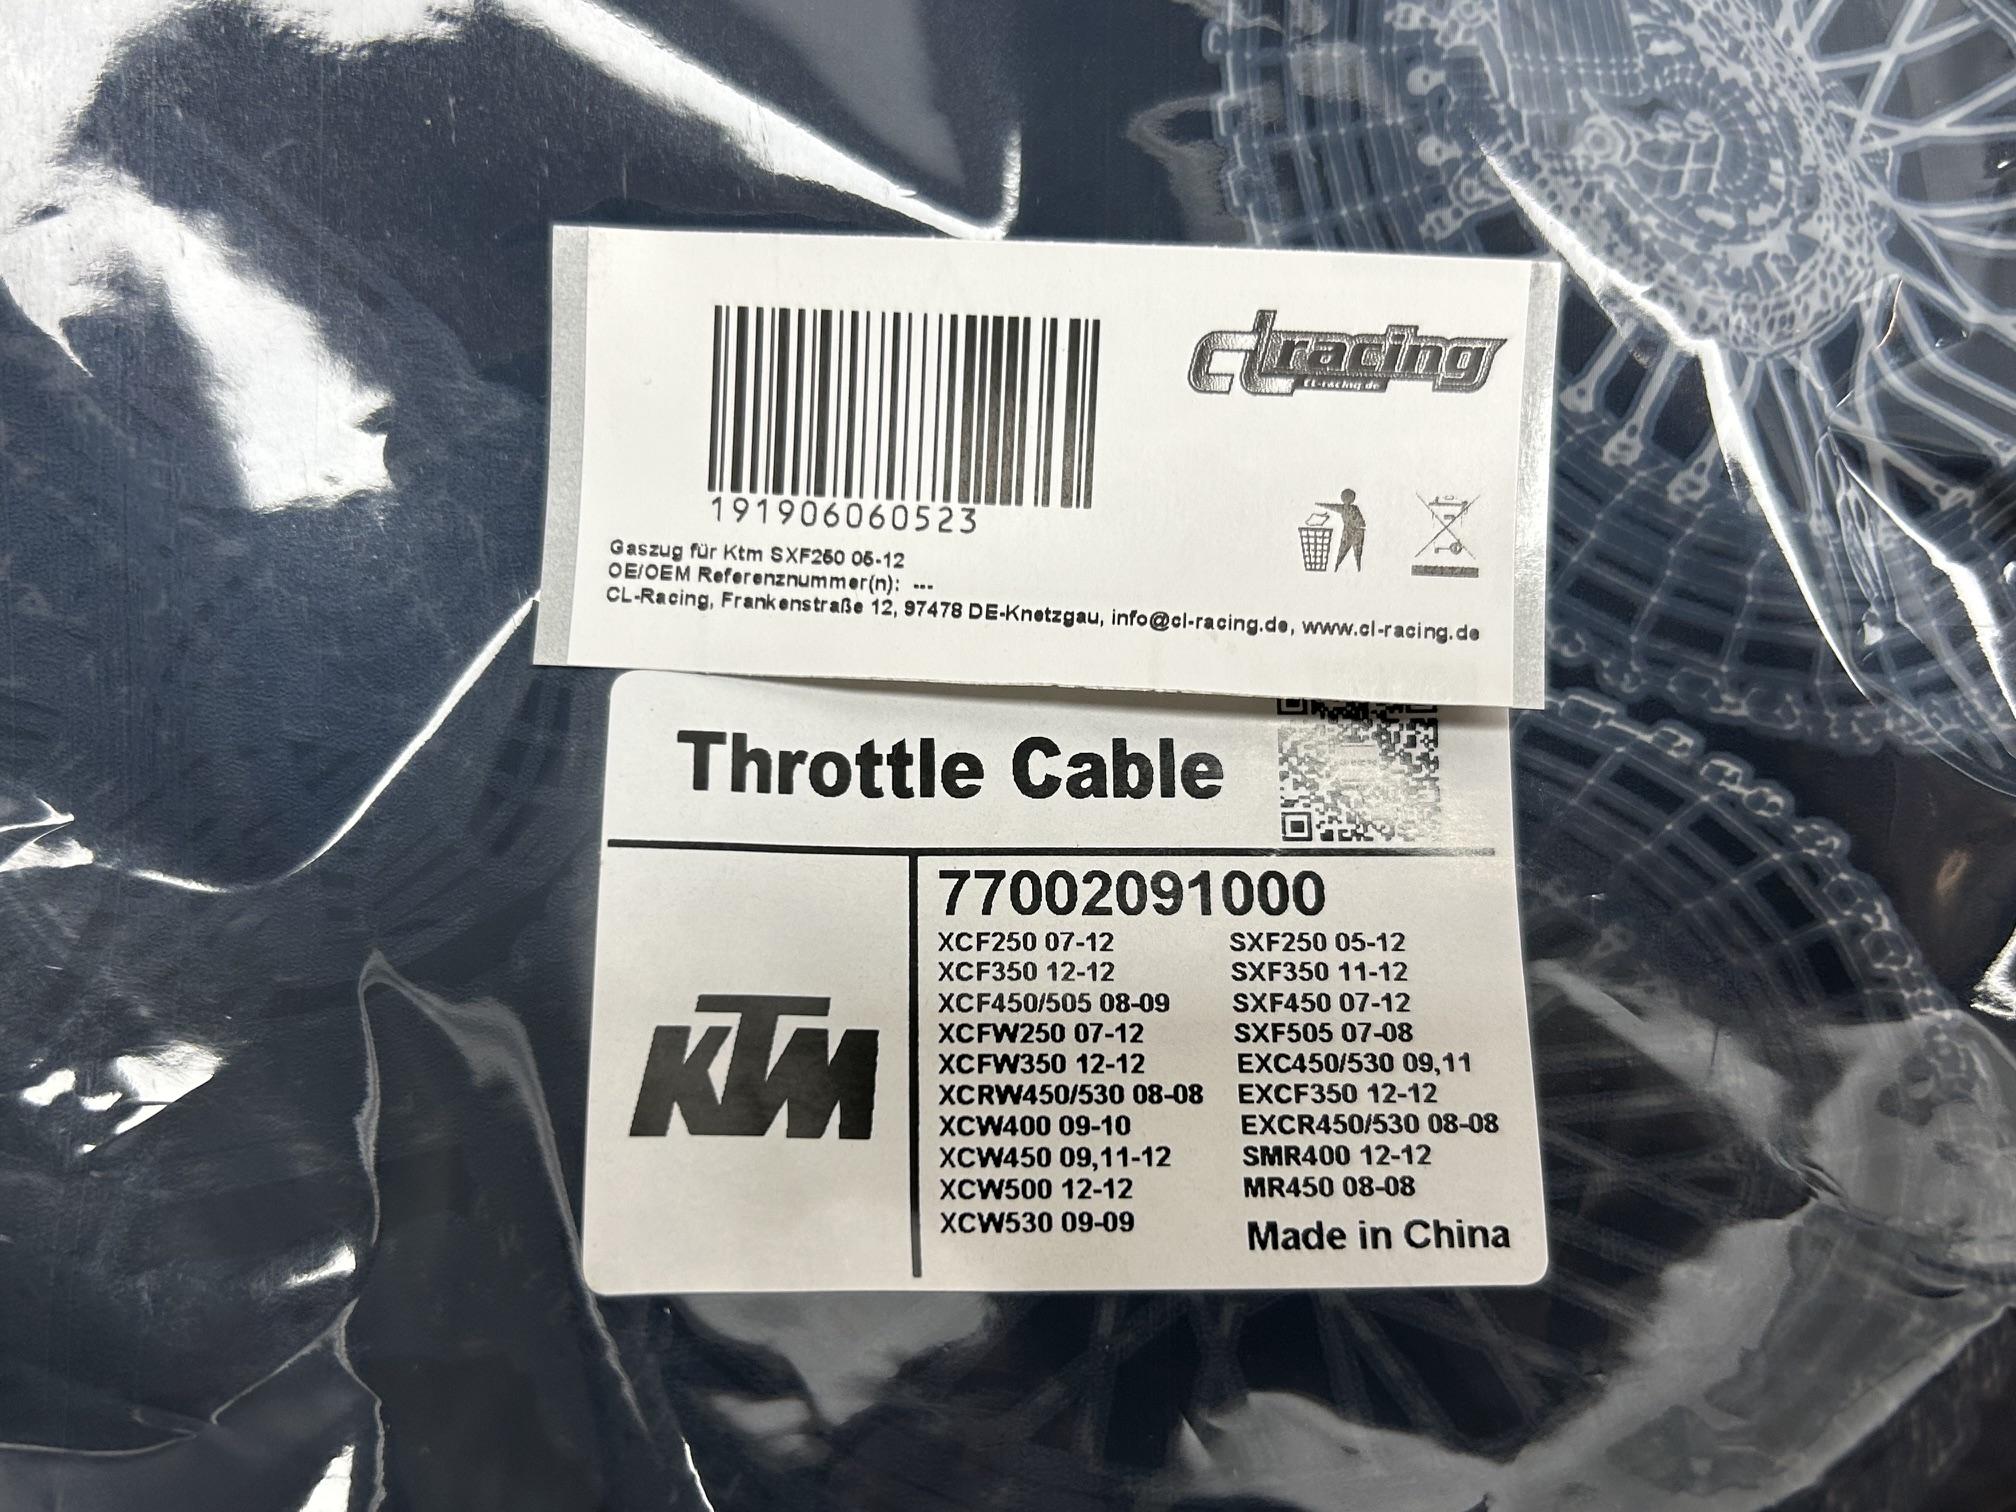 cl racing
CL-racing.de
191906060523
Gaszug für Ktm SXF250 05-12
OE/OEM Referenznummer(n): ---
CL-Racing, Frankenstraße 12, 97478 DE-Knetzgau, info@cl-racing.de, www.cl-racing.de
Throttle Cable
KTM
77002091000
XCF250 07-12 SXF250 05-12
XCF350 12-12 SXF350 11-12
XCF450/505 08-09 SXF450 07-12
XCFW250 07-12 SXF505 07-08
XCFW350 12-12 EXC450/530 09,11
XCRW450/530 08-08 EXCF350 12-12
XCW400 09-10 EXCR450/530 08-08
XCW450 09,11-12 SMR400 12-12
XCW500 12-12 MR450 08-08
XCW530 09-09
Made in China